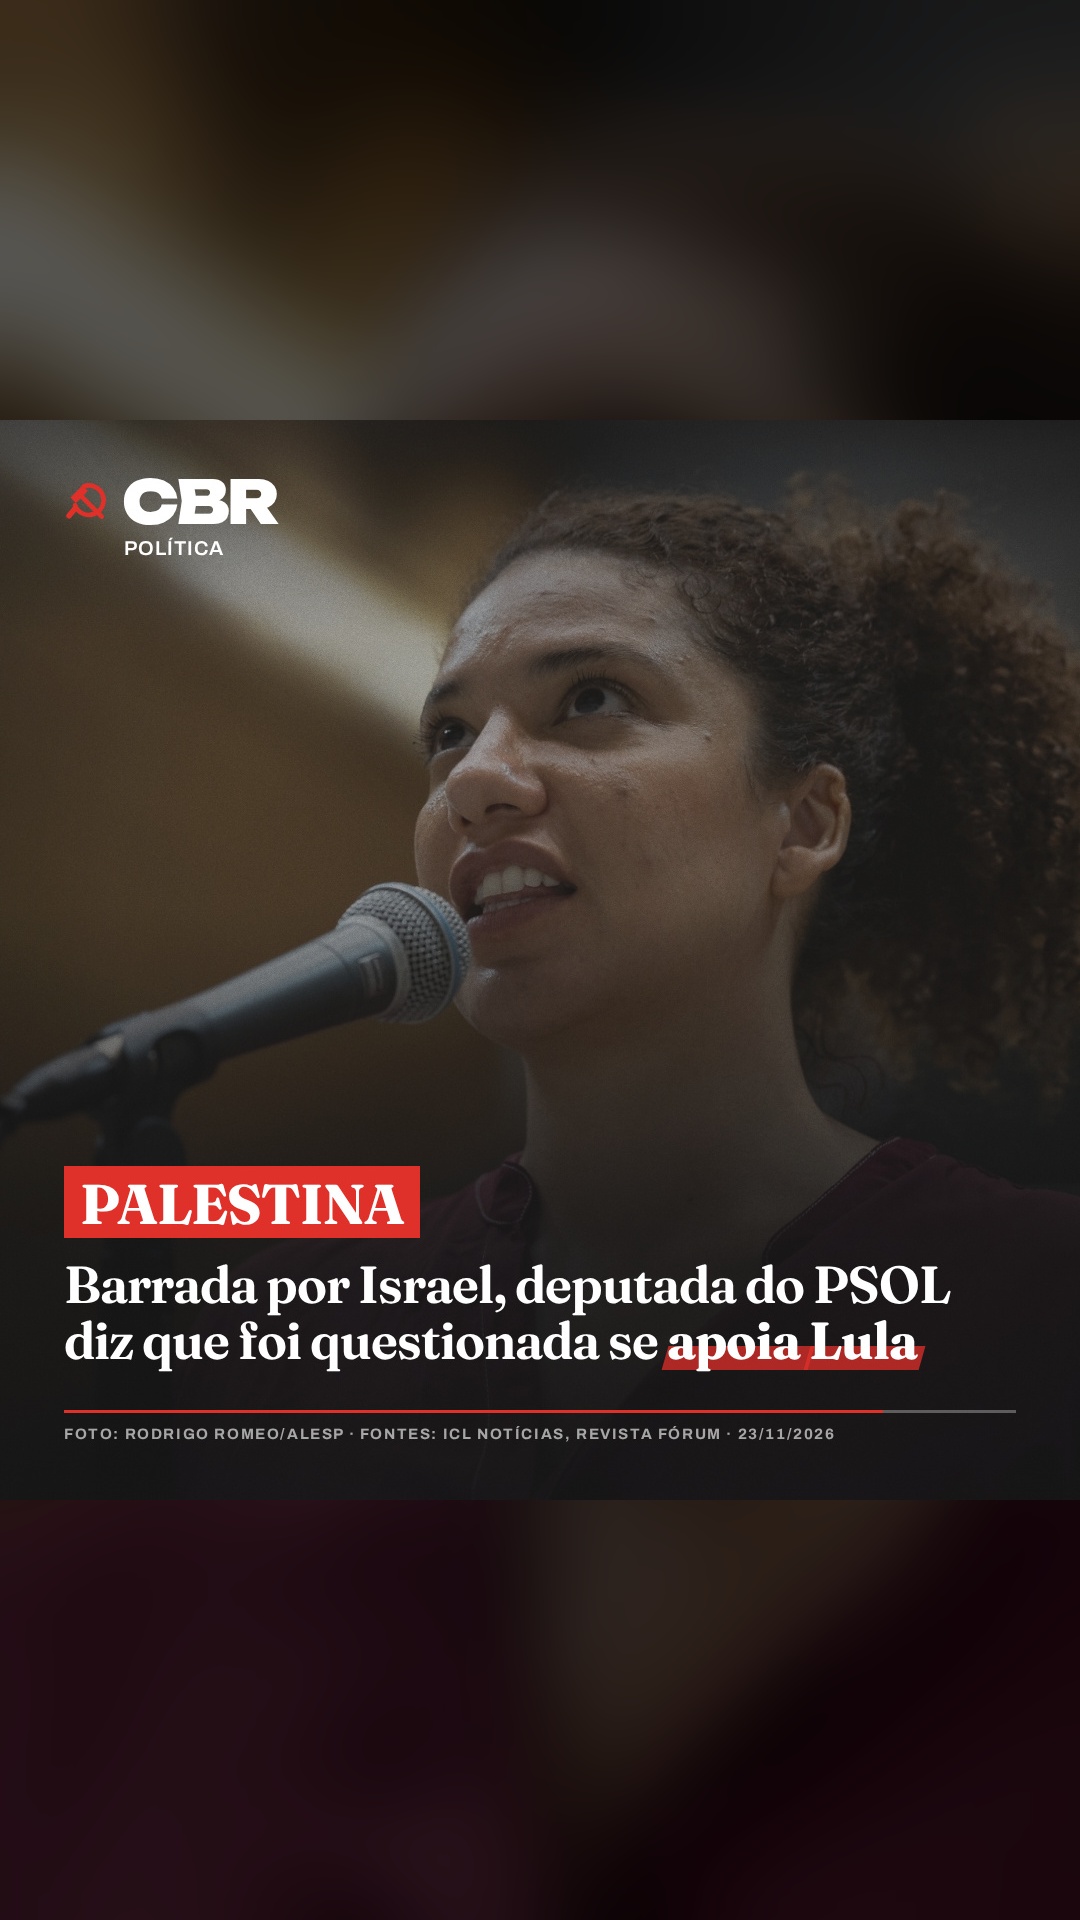 CBR
POLÍTICA
PALESTINA
Barrada por Israel, deputada do PSOL
diz que foi questionada se apoia Lula
FOTO: RODRIGO ROMEO/ALESP · FONTES: ICL NOTÍCIAS, REVISTA FÓRUM · 23/11/2026